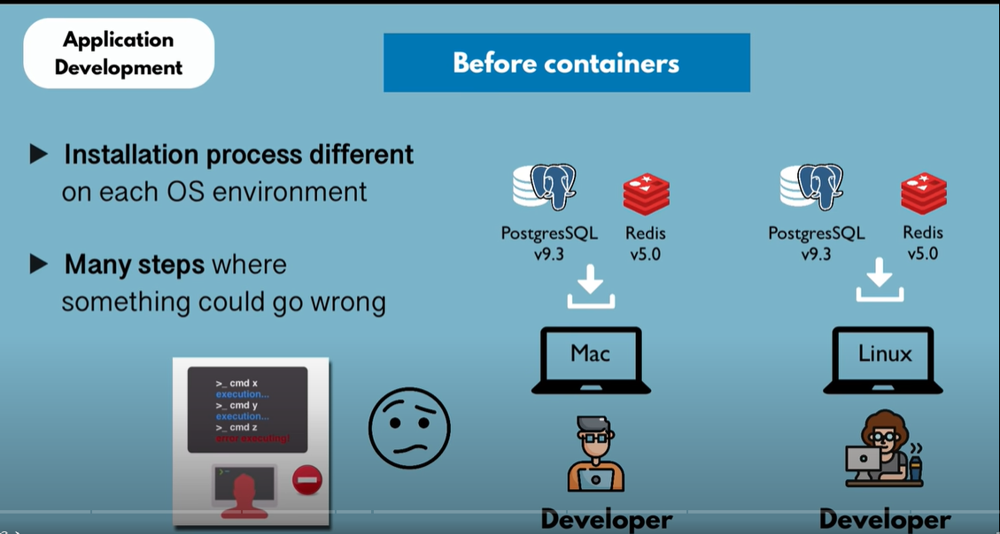 Application
Development
Before containers
Installation process different
on each OS environment
Many steps where
something could go wrong
>_ cmd x
execution...
>_ cmd y
execution...
>_ cmd z
error executing!
PostgresSQL
v9.3
Redis
v5.0
Mac
Developer
PostgresSQL
v9.3
Redis
v5.0
Linux
Developer